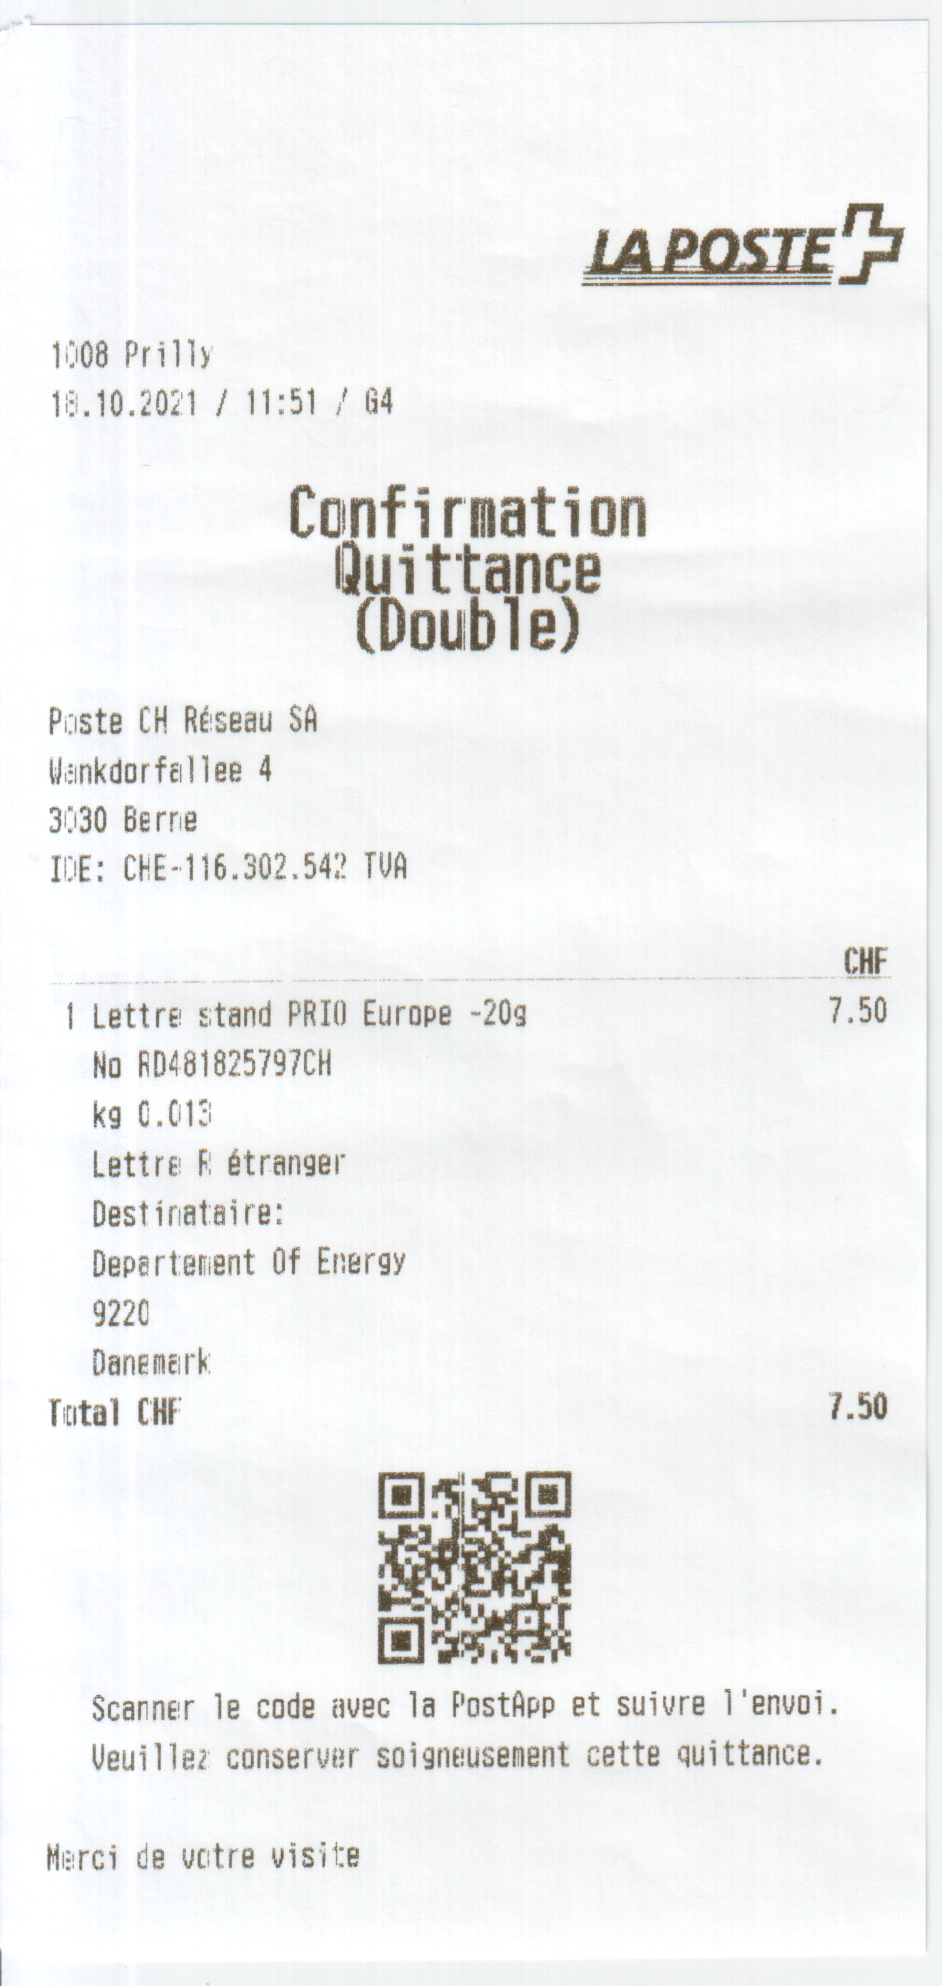 LA POSTE
1008 Prilly
18.10.2021 / 11:51 / G4
Confirmation
Quittance
(Double)
Poste CH Réseau SA
Wankdorfallee 4
3030 Berne
IDE: CHE-116.302.542 TVA
CHF
1 Lettre stand PRIO Europe -20g 7.50
No RD481825797CH
kg 0.013
Lettre R étranger
Destinataire:
Departement Of Energy
9220
Danemark
Total CHF 7.50
Scanner le code avec la PostApp et suivre l'envoi.
Veuillez conserver soigneusement cette quittance.
Merci de votre visite